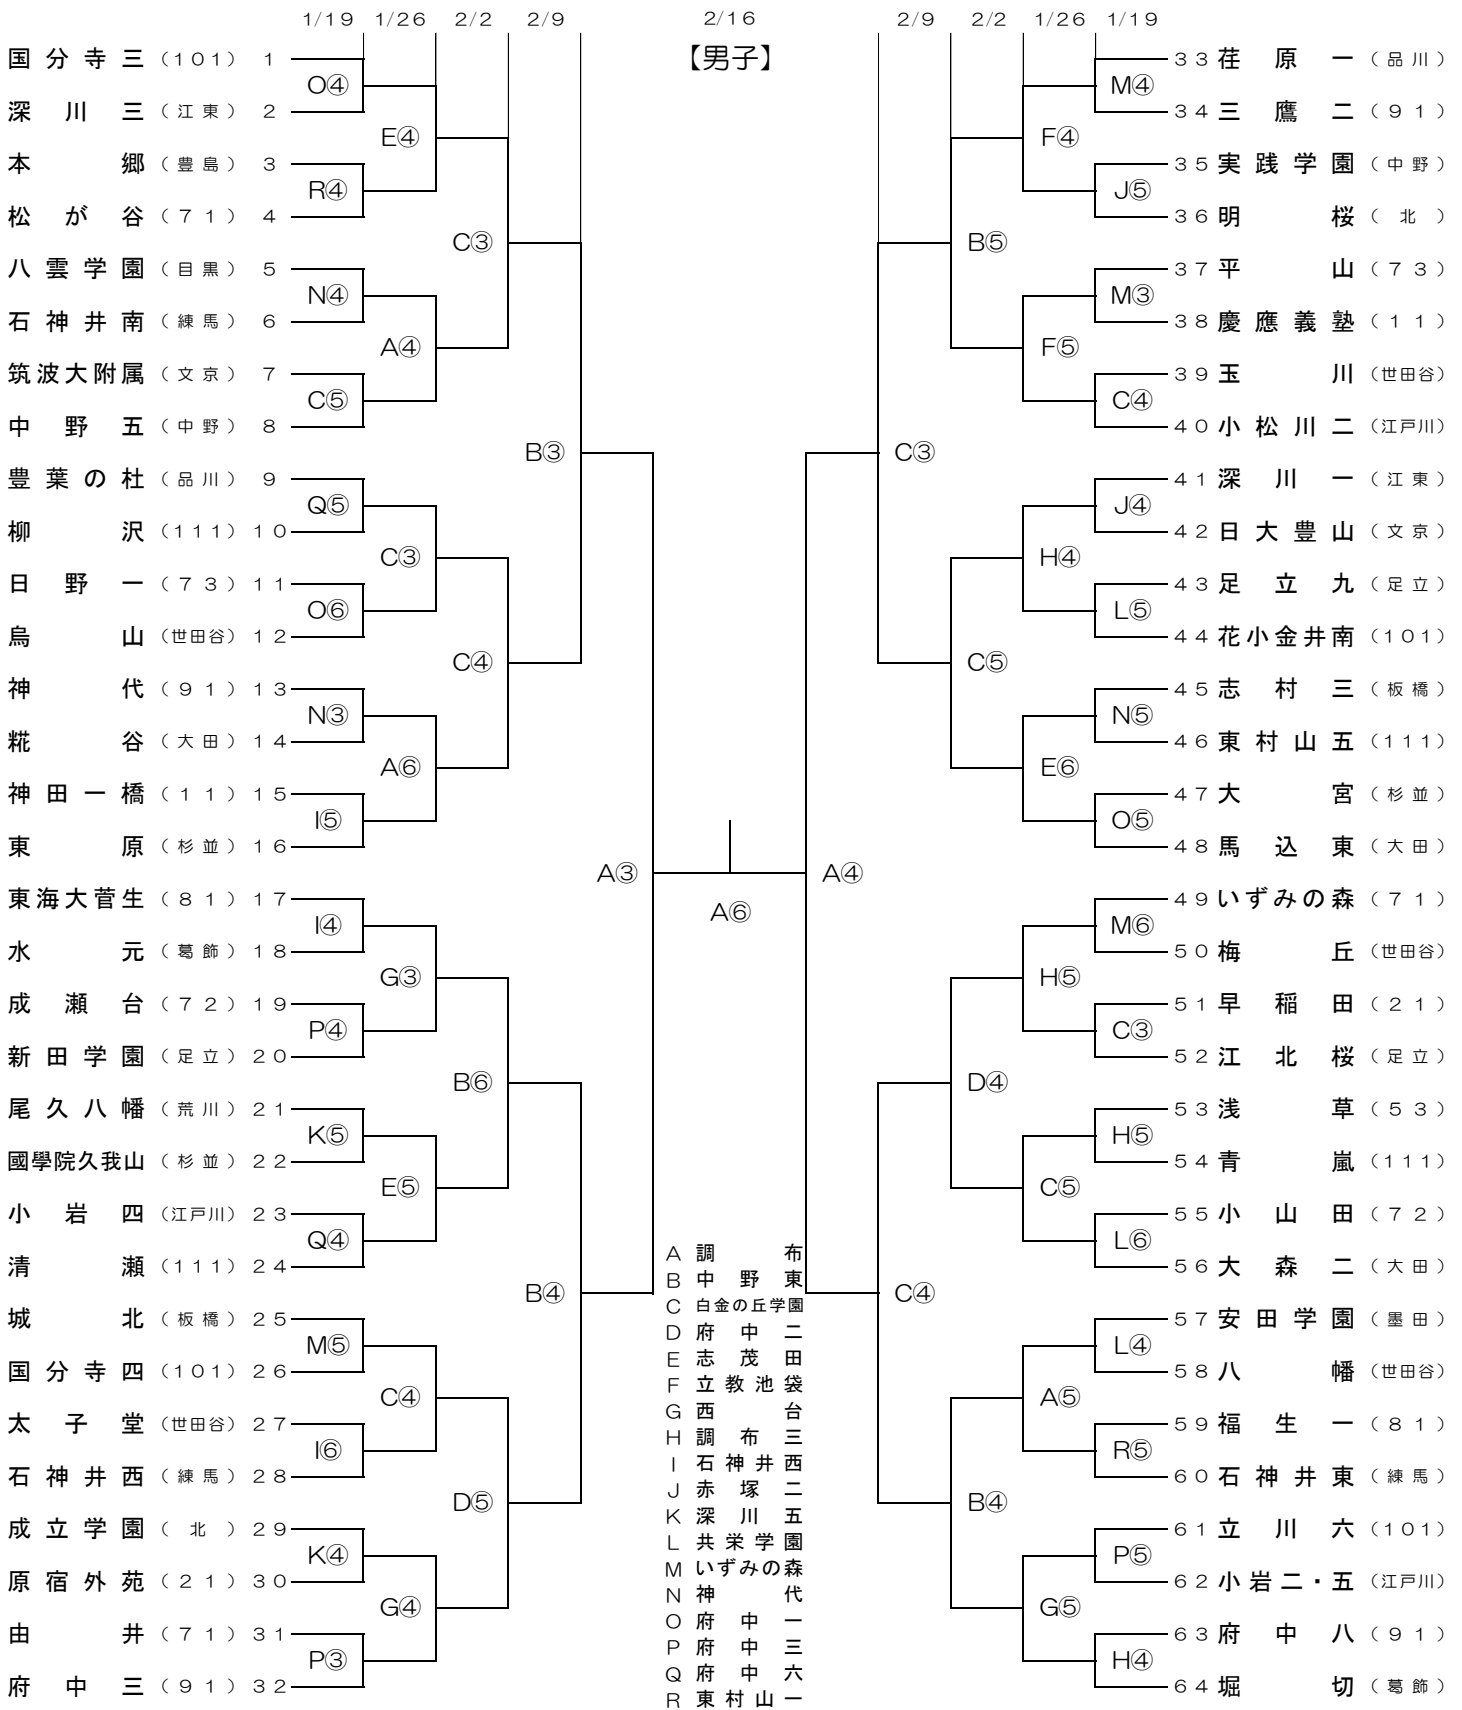 1/19 1/26 2/2 2/9 2/16 2/9 2/2 1/26 1/19
【男子】
国分寺三 (101) 1
O④
深川三 (江東) 2
E④
本郷 (豊島) 3
R④
松が谷 (71) 4
C③
八雲学園 (目黒) 5
N④
石神井南 (練馬) 6
A④
筑波大附属 (文京) 7
C⑤
中野五 (中野) 8
B③
豊葉の杜 (品川) 9
Q⑤
柳沢 (111) 10
C③
日野一 (73) 11
O⑥
烏山 (世田谷) 12
C④
神代 (91) 13
N③
糀谷 (大田) 14
A⑥
神田一橋 (11) 15
I⑤
東原 (杉並) 16
A③
東海大菅生 (81) 17
I④
水元 (葛飾) 18
G③
成瀬台 (72) 19
P④
新田学園 (足立) 20
B⑥
尾久八幡 (荒川) 21
K⑤
國學院久我山 (杉並) 22
E⑤
小岩四 (江戸川) 23
Q④
清瀬 (111) 24
B④
城北 (板橋) 25
M⑤
国分寺四 (101) 26
C④
太子堂 (世田谷) 27
I⑥
石神井西 (練馬) 28
D⑤
成立学園 (北) 29
K④
原宿外苑 (21) 30
G④
由井 (71) 31
P③
府中三 (91) 32
A⑥
A 調布
B 中野東
C 白金の丘学園
D 府中二
E 志茂田
F 立教池袋
G 西台
H 調布三
I 石神井西
J 赤塚二
K 深川五
L 共栄学園
M いずみの森
N 神代
O 府中一
P 府中三
Q 府中六
R 東村山一
33 荏原一 (品川)
M④
34 三鷹二 (91)
F④
35 実践学園 (中野)
J⑤
36 明桜 (北)
B⑤
37 平山 (73)
M③
38 慶應義塾 (11)
F⑤
39 玉川 (世田谷)
C④
40 小松川二 (江戸川)
C③
41 深川一 (江東)
J④
42 日大豊山 (文京)
H④
43 足立九 (足立)
L⑤
44 花小金井南 (101)
C⑤
45 志村三 (板橋)
N⑤
46 東村山五 (111)
E⑥
47 大宮 (杉並)
O⑤
48 馬込東 (大田)
A④
49 いずみの森 (71)
M⑥
50 梅丘 (世田谷)
H⑤
51 早稲田 (21)
C③
52 江北桜 (足立)
D④
53 浅草 (53)
H⑤
54 青嵐 (111)
C⑤
55 小山田 (72)
L⑥
56 大森二 (大田)
C④
57 安田学園 (墨田)
L④
58 八幡 (世田谷)
A⑤
59 福生一 (81)
R⑤
60 石神井東 (練馬)
B④
61 立川六 (101)
P⑤
62 小岩二・五 (江戸川)
G⑤
63 府中八 (91)
H④
64 堀切 (葛飾)